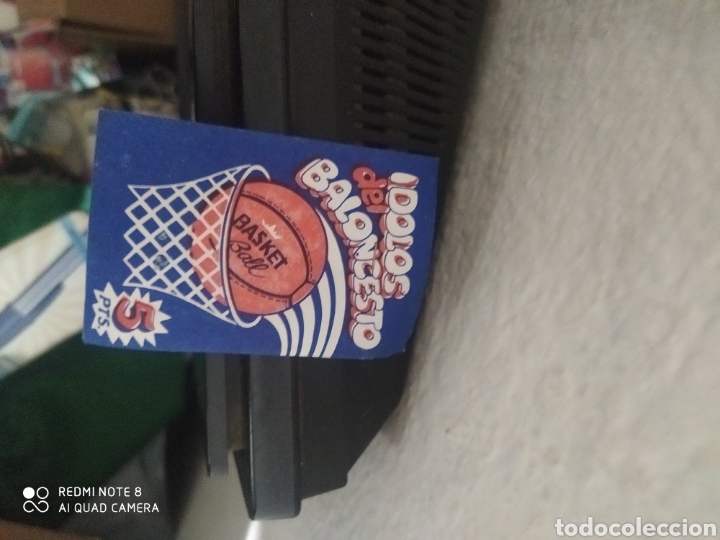 IDOLOS
del
BALONCESTO
BASKET
Ball
5
PTS.
REDMI NOTE 8
AI QUAD CAMERA
todocoleccion